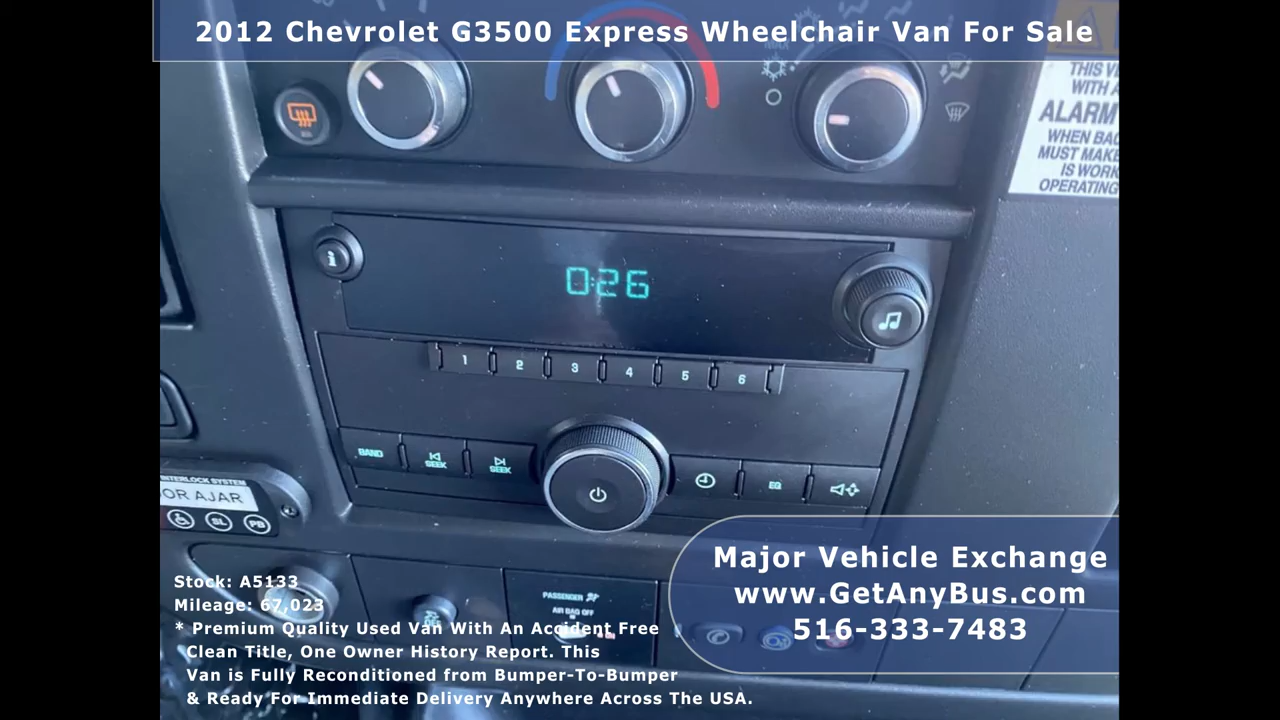 2012 Chevrolet G3500 Express Wheelchair Van For Sale
THIS
WITH
ALARM
WHEN BAC
MUST MAKE
IS WORK
OPERATING
0:26
1 2 3 4 5 6
BAND SEEK SEEK EQ
INTERLOCK SYSTEM
OR AJAR
SL PB
PASSENGER
AIR BAG OFF
Major Vehicle Exchange
www.GetAnyBus.com
516-333-7483
Stock: A5133
Mileage: 67,023
* Premium Quality Used Van With An Accident Free
Clean Title, One Owner History Report. This
Van is Fully Reconditioned from Bumper-To-Bumper
& Ready For Immediate Delivery Anywhere Across The USA.